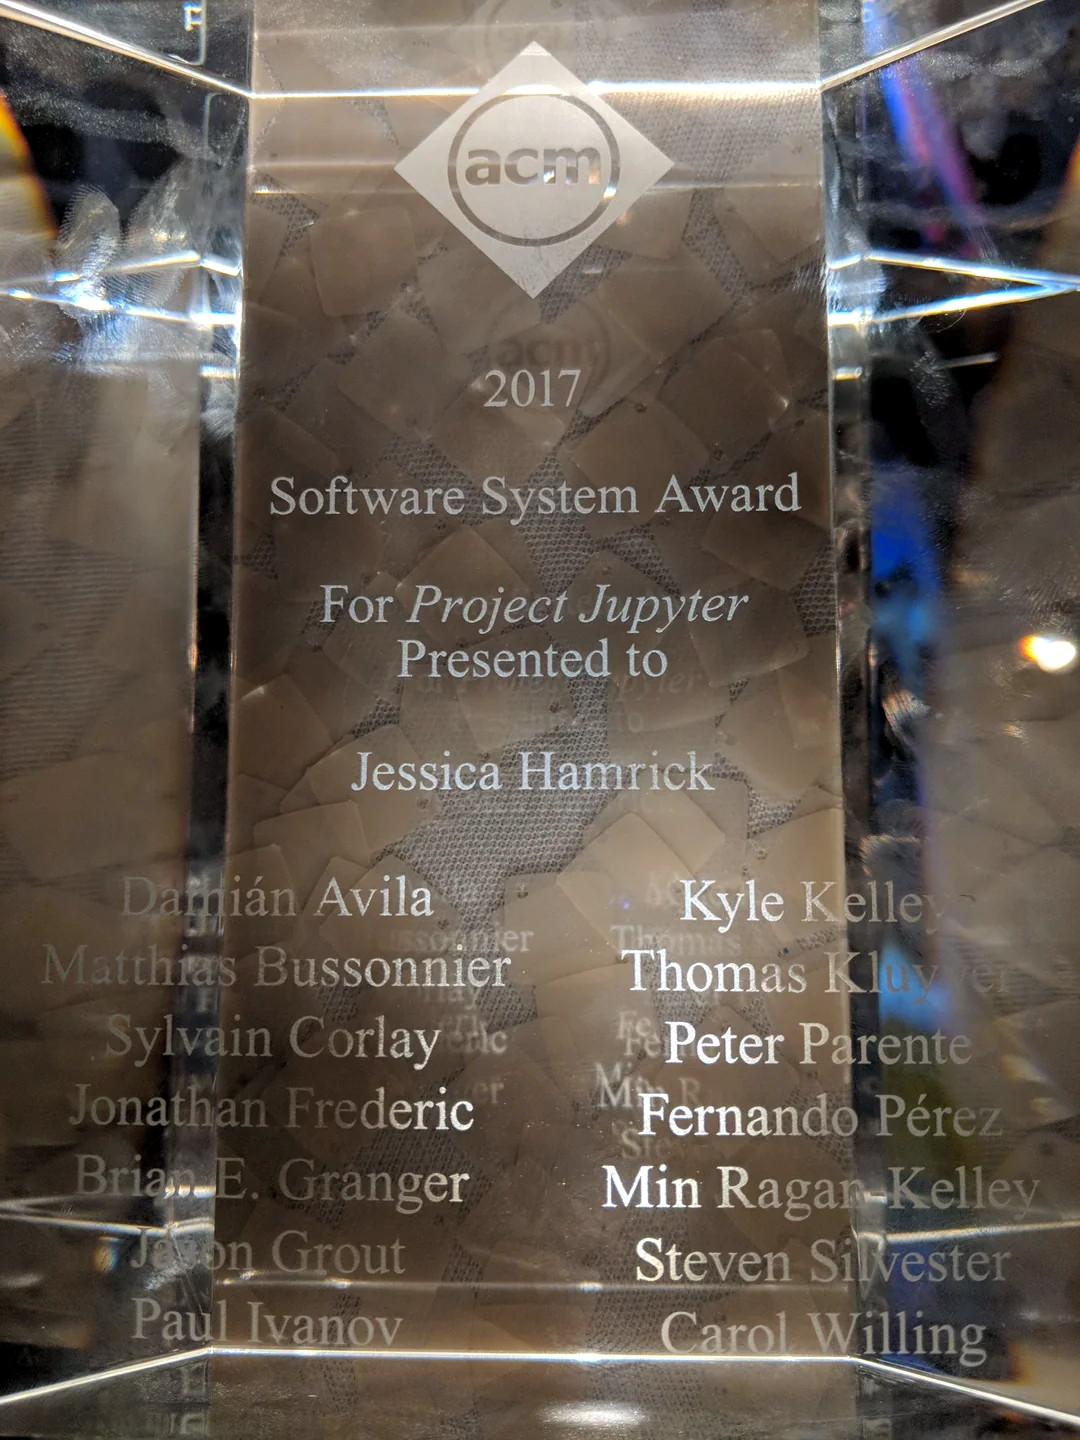 acm
2017
Software System Award
For Project Jupyter
Presented to
Jessica Hamrick
Damián Avila
Matthias Bussonnier
Sylvain Corlay
Jonathan Frederic
Brian E. Granger
Jason Grout
Paul Ivanov
Kyle Kelley
Thomas Kluyver
Peter Parente
Fernando Pérez
Min Ragan-Kelley
Steven Silvester
Carol Willing